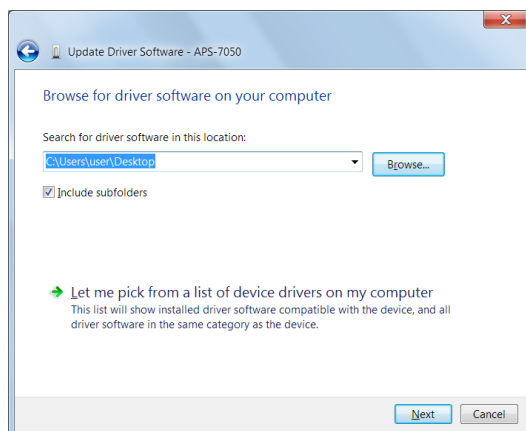 Update Driver Software - APS-7050
Browse for driver software on your computer
Search for driver software in this location:
C:\Users\user\Desktop
Browse...
Include subfolders
Let me pick from a list of device drivers on my computer
This list will show installed driver software compatible with the device, and all
driver software in the same category as the device.
Next
Cancel